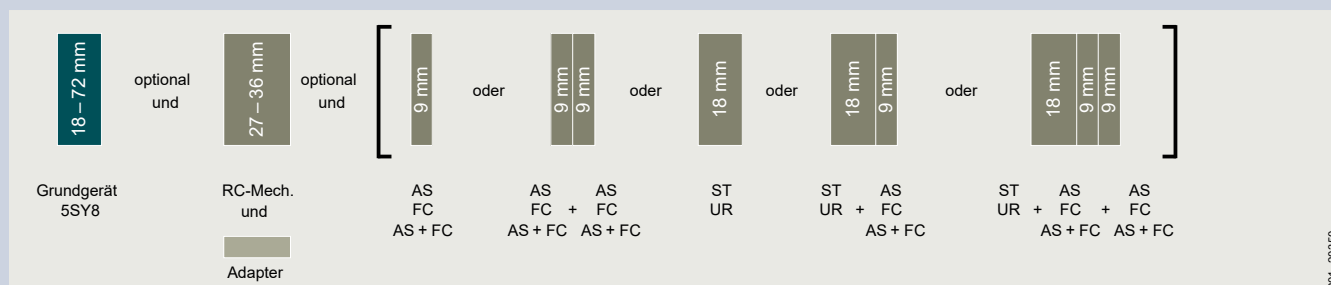 18 – 72 mm
optional
und
27 – 36 mm
optional
und
9 mm
oder
9 mm
9 mm
oder
18 mm
oder
18 mm
9 mm
oder
18 mm
9 mm
9 mm
Grundgerät
5SY8
RC-Mech.
und
Adapter
AS
FC
AS + FC
AS AS
FC + FC
AS + FC AS + FC
ST
UR
ST AS
UR + FC
AS + FC
ST AS AS
UR + FC + FC
AS + FC AS + FC